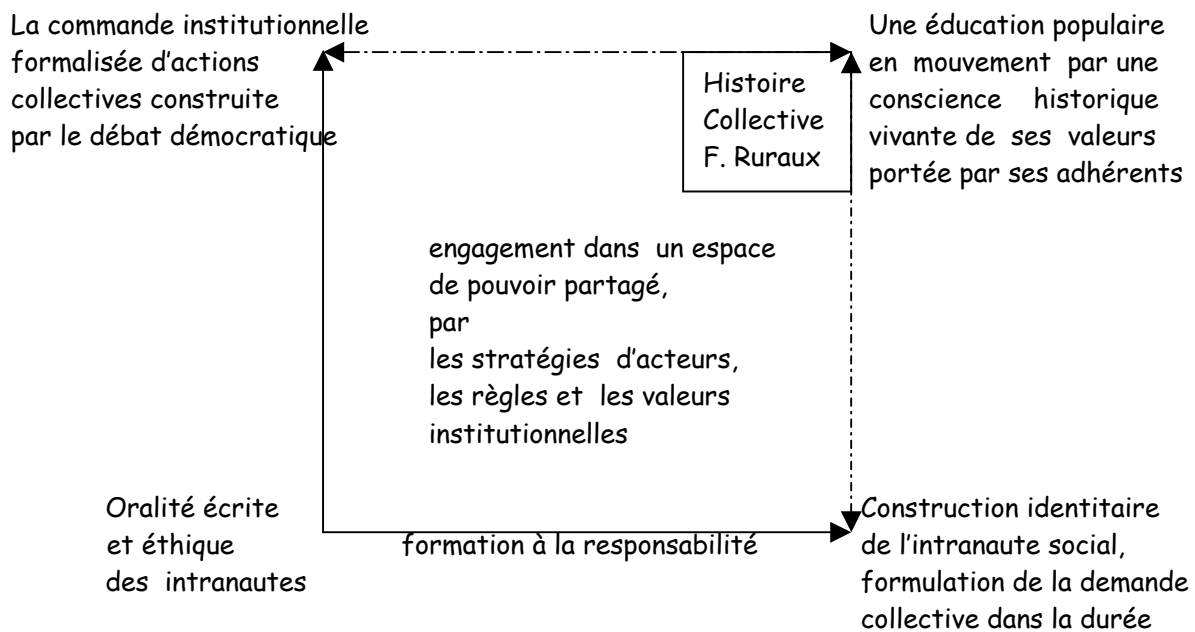 La commande institutionnelle
formalisée d’actions
collectives construite
par le débat démocratique
Une éducation populaire
en mouvement par une
conscience historique
vivante de ses valeurs
portée par ses adhérents
Histoire
Collective
F. Ruraux
engagement dans un espace
de pouvoir partagé,
par
les stratégies d’acteurs,
les règles et les valeurs
institutionnelles
Oralité écrite
et éthique
des intranautes
formation à la responsabilité
Construction identitaire
de l’intranaute social,
formulation de la demande
collective dans la durée